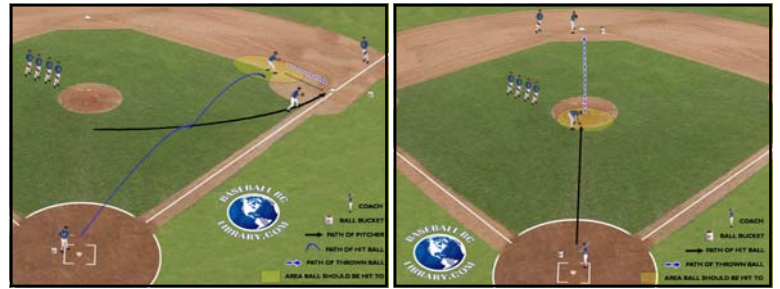 BASEBALL BG
LIBRARY.COM
COACH
BALL BUCKET
PATH OF PITCHER
PATH OF HIT BALL
PATH OF THROWN BALL
AREA BALL SHOULD BE HIT TO
BASEBALL BG
LIBRARY.COM
COACH
BALL BUCKET
PATH OF HIT BALL
PATH OF THROWN BALL
AREA BALL SHOULD BE HIT TO